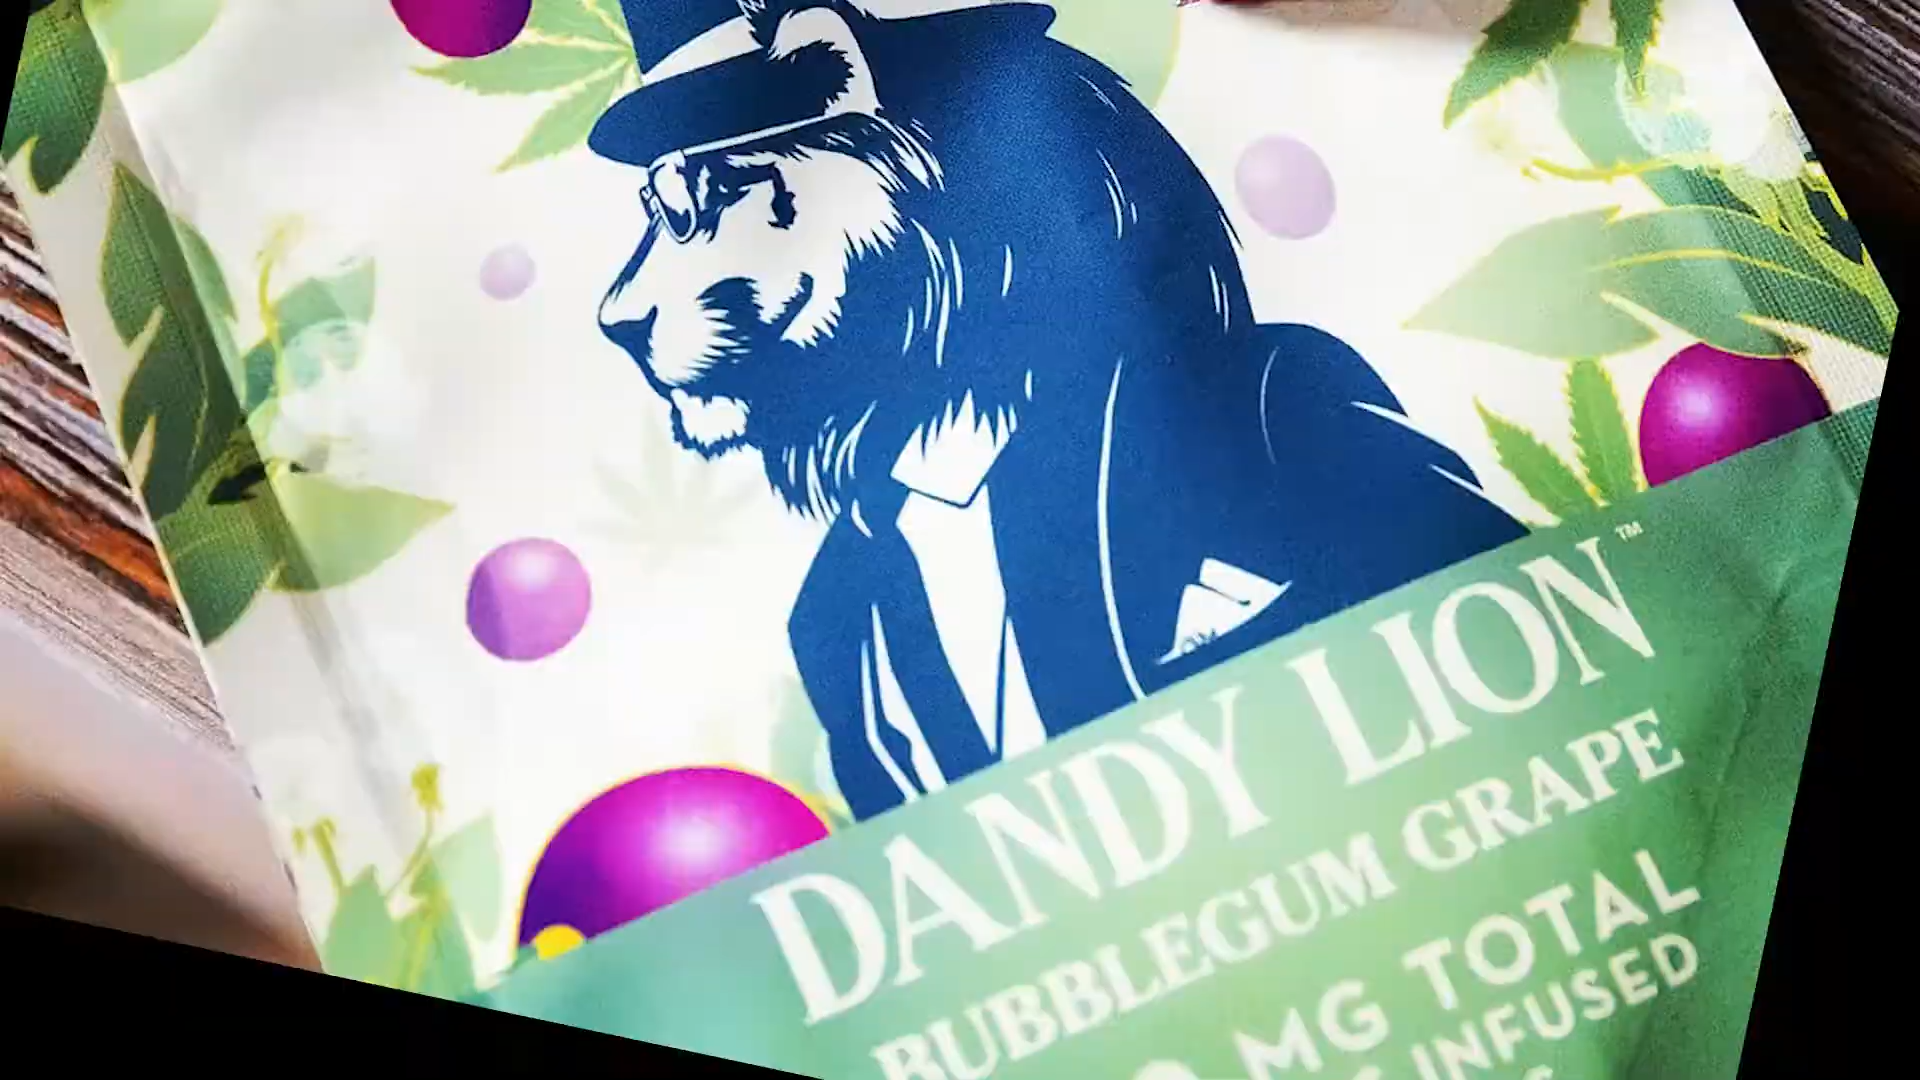 DANDY LION™
BUBBLEGUM GRAPE
MG TOTAL
INFUSED